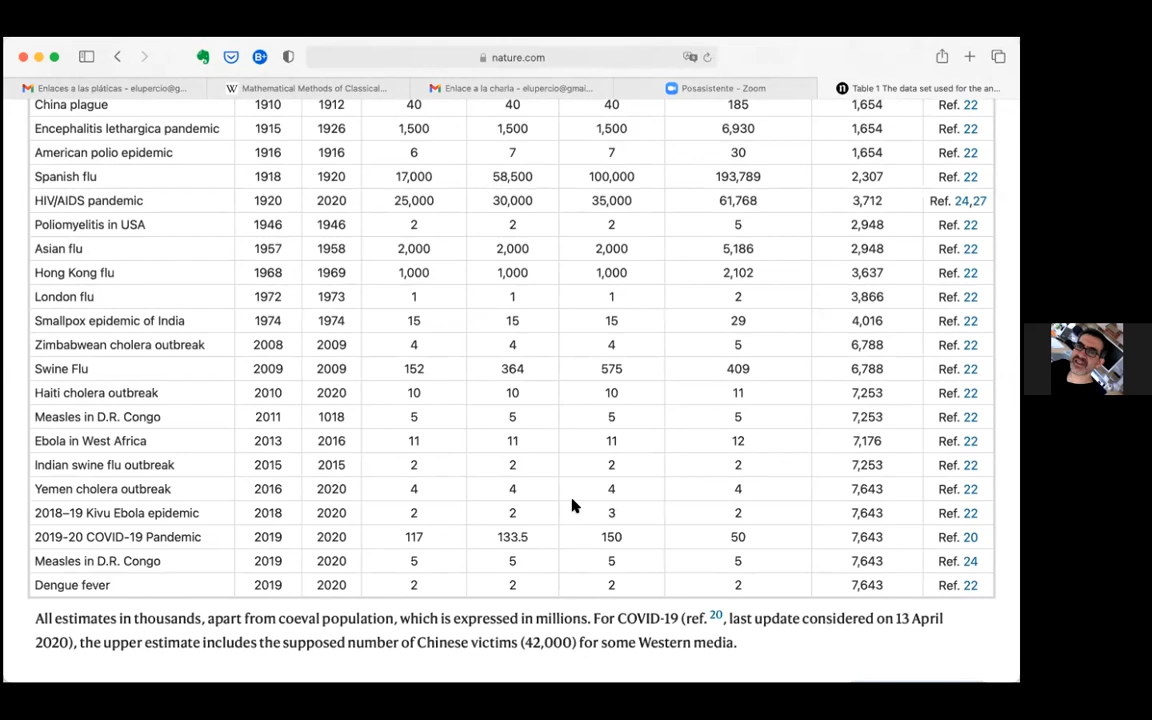 nature.com
Enlaces a las pláticas - elupercio@g...
Mathematical Methods of Classical...
Enlace a la charla - elupercio@gmai...
Posasistente - Zoom
Table 1 The data set used for the an...
China plague 1910 1912 40 40 40 185 1,654 Ref. 22
Encephalitis lethargica pandemic 1915 1926 1,500 1,500 1,500 6,930 1,654 Ref. 22
American polio epidemic 1916 1916 6 7 7 30 1,654 Ref. 22
Spanish flu 1918 1920 17,000 58,500 100,000 193,789 2,307 Ref. 22
HIV/AIDS pandemic 1920 2020 25,000 30,000 35,000 61,768 3,712 Ref. 24,27
Poliomyelitis in USA 1946 1946 2 2 2 5 2,948 Ref. 22
Asian flu 1957 1958 2,000 2,000 2,000 5,186 2,948 Ref. 22
Hong Kong flu 1968 1969 1,000 1,000 1,000 2,102 3,637 Ref. 22
London flu 1972 1973 1 1 1 2 3,866 Ref. 22
Smallpox epidemic of India 1974 1974 15 15 15 29 4,016 Ref. 22
Zimbabwean cholera outbreak 2008 2009 4 4 4 5 6,788 Ref. 22
Swine Flu 2009 2009 152 364 575 409 6,788 Ref. 22
Haiti cholera outbreak 2010 2020 10 10 10 11 7,253 Ref. 22
Measles in D.R. Congo 2011 1018 5 5 5 5 7,253 Ref. 22
Ebola in West Africa 2013 2016 11 11 11 12 7,176 Ref. 22
Indian swine flu outbreak 2015 2015 2 2 2 2 7,253 Ref. 22
Yemen cholera outbreak 2016 2020 4 4 4 4 7,643 Ref. 22
2018–19 Kivu Ebola epidemic 2018 2020 2 2 3 2 7,643 Ref. 22
2019-20 COVID-19 Pandemic 2019 2020 117 133.5 150 50 7,643 Ref. 20
Measles in D.R. Congo 2019 2020 5 5 5 5 7,643 Ref. 24
Dengue fever 2019 2020 2 2 2 2 7,643 Ref. 22
All estimates in thousands, apart from coeval population, which is expressed in millions. For COVID-19 (ref. 20, last update considered on 13 April
2020), the upper estimate includes the supposed number of Chinese victims (42,000) for some Western media.